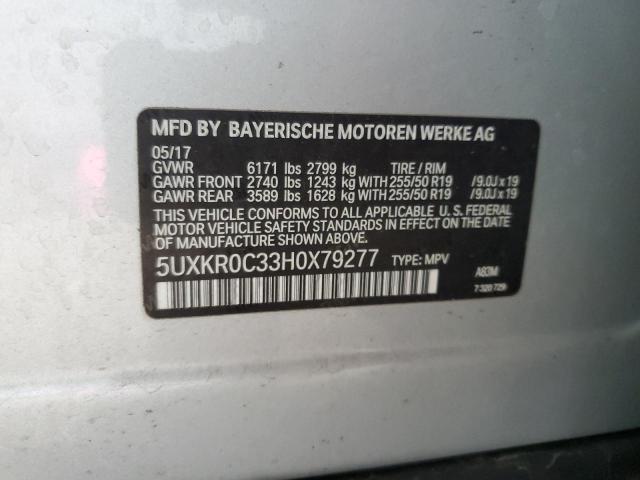 MFD BY BAYERISCHE MOTOREN WERKE AG
05/17
GVWR 6171 lbs 2799 kg TIRE / RIM
GAWR FRONT 2740 lbs 1243 kg WITH 255/50 R19 /9.0J x 19
GAWR REAR 3589 lbs 1628 kg WITH 255/50 R19 /9.0J x 19
THIS VEHICLE CONFORMS TO ALL APPLICABLE U. S. FEDERAL
MOTOR VEHICLE SAFETY STANDARDS IN EFFECT ON THE DATE
OF MANUFACTURE SHOWN ABOVE.
5UXKR0C33H0X79277 TYPE: MPV
A83M
7 320 729